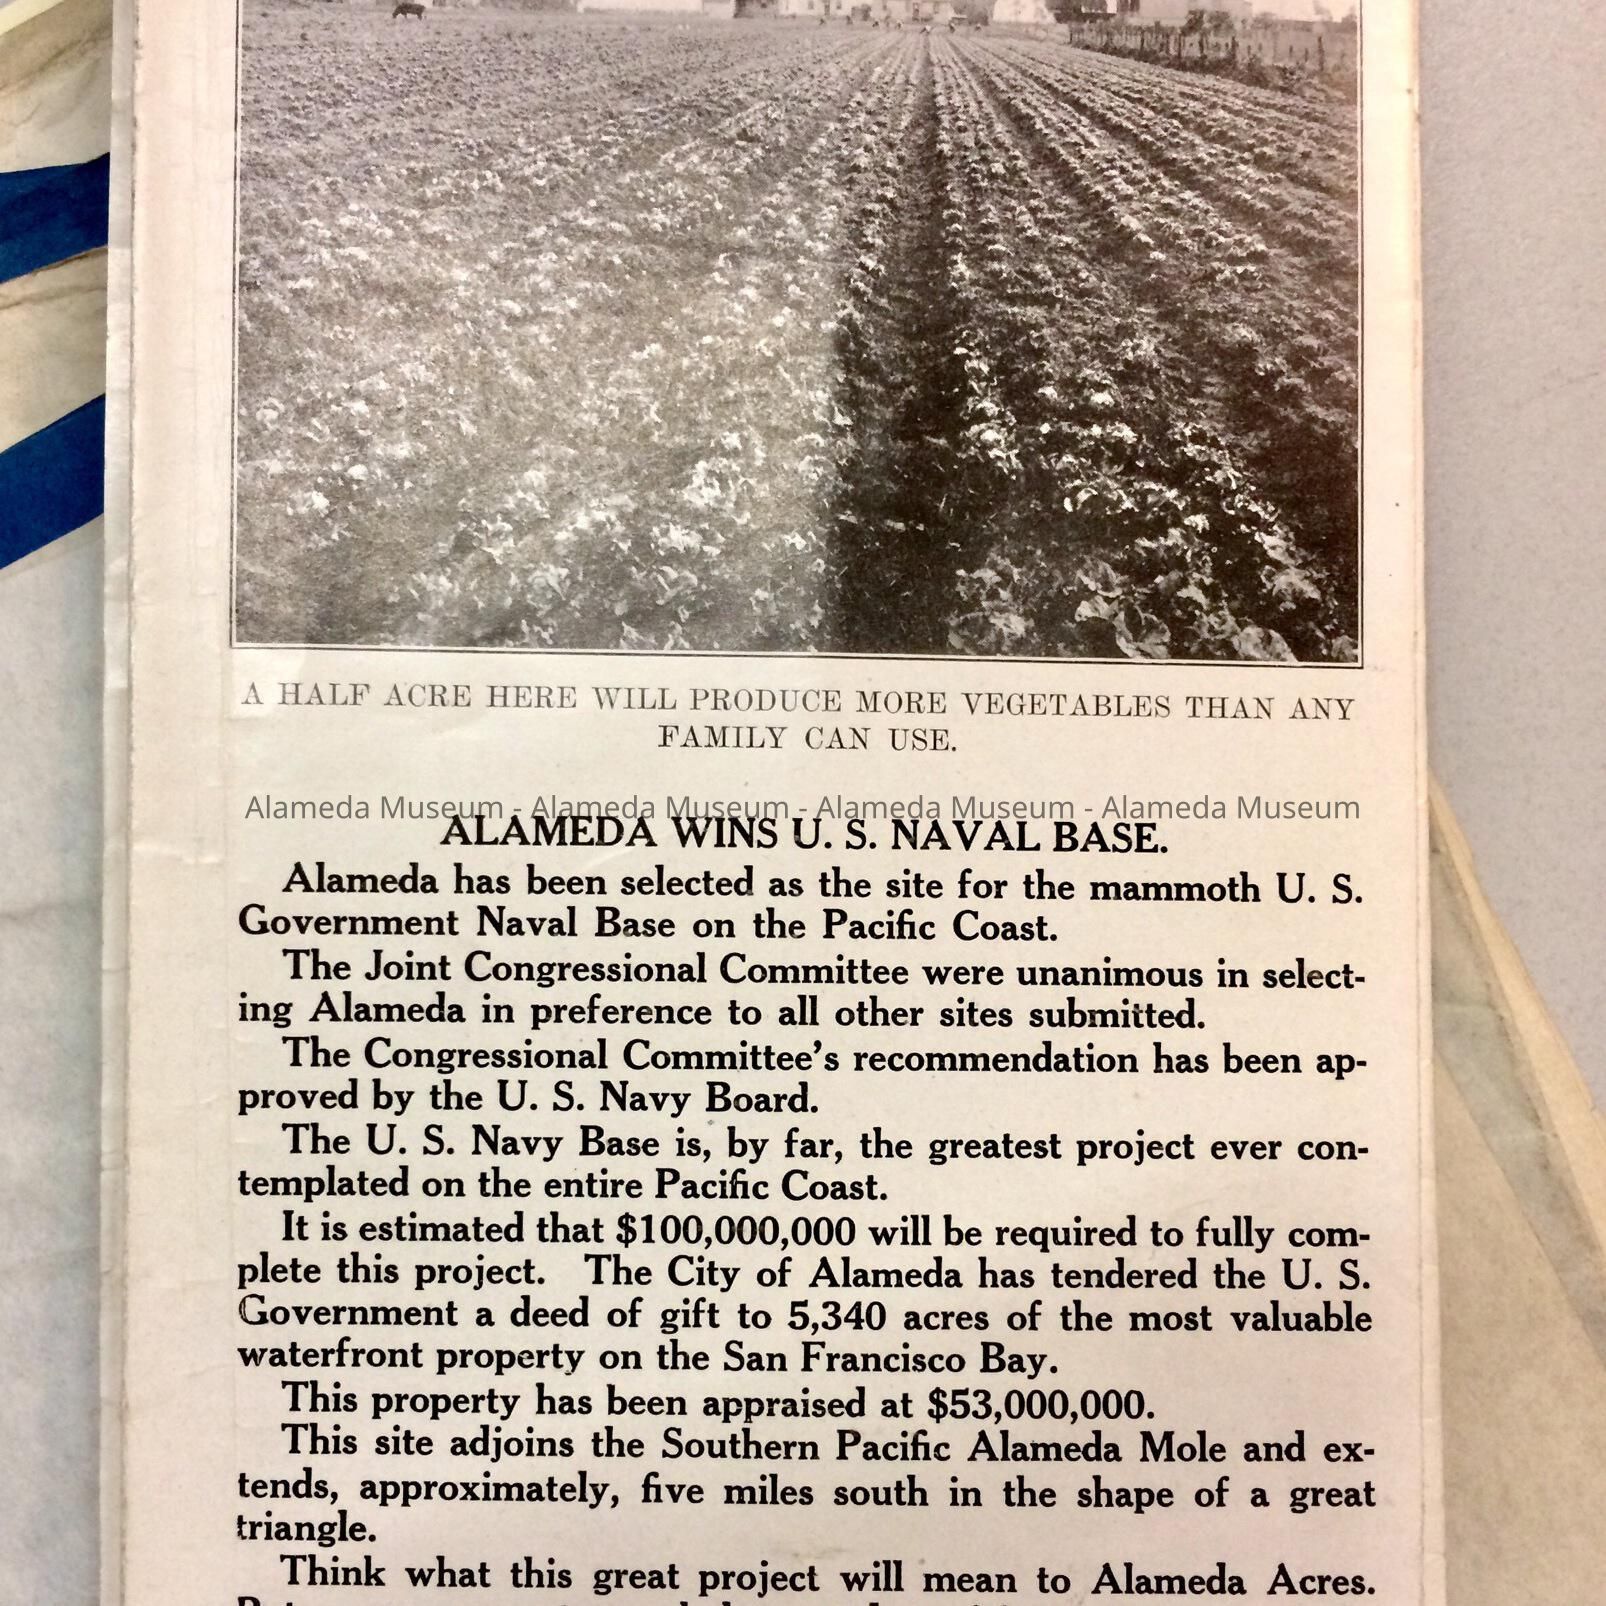 A HALF ACRE HERE WILL PRODUCE MORE VEGETABLES THAN ANY
FAMILY CAN USE.
Alameda Museum - Alameda Museum - Alameda Museum - Alameda Museum
ALAMEDA WINS U. S. NAVAL BASE.
Alameda has been selected as the site for the mammoth U. S.
Government Naval Base on the Pacific Coast.
The Joint Congressional Committee were unanimous in select-
ing Alameda in preference to all other sites submitted.
The Congressional Committee's recommendation has been ap-
proved by the U. S. Navy Board.
The U. S. Navy Base is, by far, the greatest project ever con-
templated on the entire Pacific Coast.
It is estimated that $100,000,000 will be required to fully com-
plete this project. The City of Alameda has tendered the U. S.
Government a deed of gift to 5,340 acres of the most valuable
waterfront property on the San Francisco Bay.
This property has been appraised at $53,000,000.
This site adjoins the Southern Pacific Alameda Mole and ex-
tends, approximately, five miles south in the shape of a great
triangle.
Think what this great project will mean to Alameda Acres.